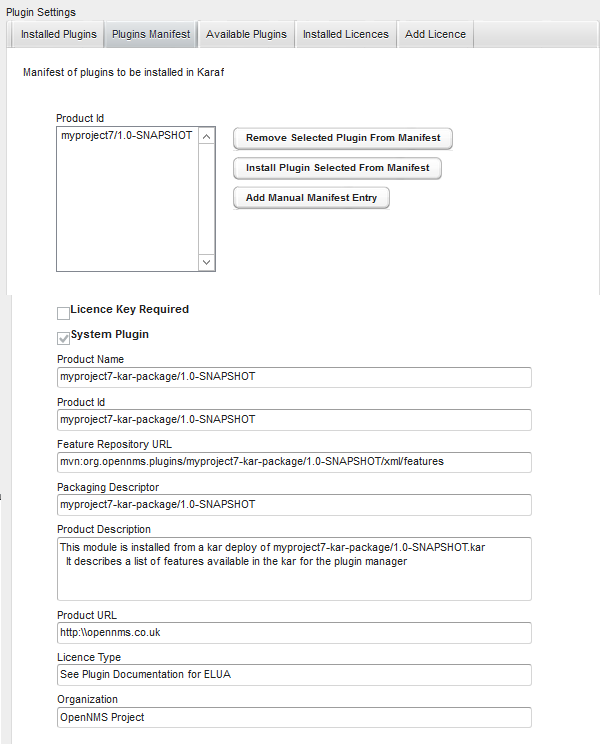 Plugin Settings
Installed Plugins Plugins Manifest Available Plugins Installed Licences Add Licence
Manifest of plugins to be installed in Karaf
Product Id
myproject7/1.0-SNAPSHOT
Remove Selected Plugin From Manifest
Install Plugin Selected From Manifest
Add Manual Manifest Entry
Licence Key Required
System Plugin
Product Name
myproject7-kar-package/1.0-SNAPSHOT
Product Id
myproject7-kar-package/1.0-SNAPSHOT
Feature Repository URL
mvn:org.opennms.plugins/myproject7-kar-package/1.0-SNAPSHOT/xml/features
Packaging Descriptor
myproject7-kar-package/1.0-SNAPSHOT
Product Description
This module is installed from a kar deploy of myproject7-kar-package/1.0-SNAPSHOT.kar
It describes a list of features available in the kar for the plugin manager
Product URL
http:\\opennms.co.uk
Licence Type
See Plugin Documentation for ELUA
Organization
OpenNMS Project